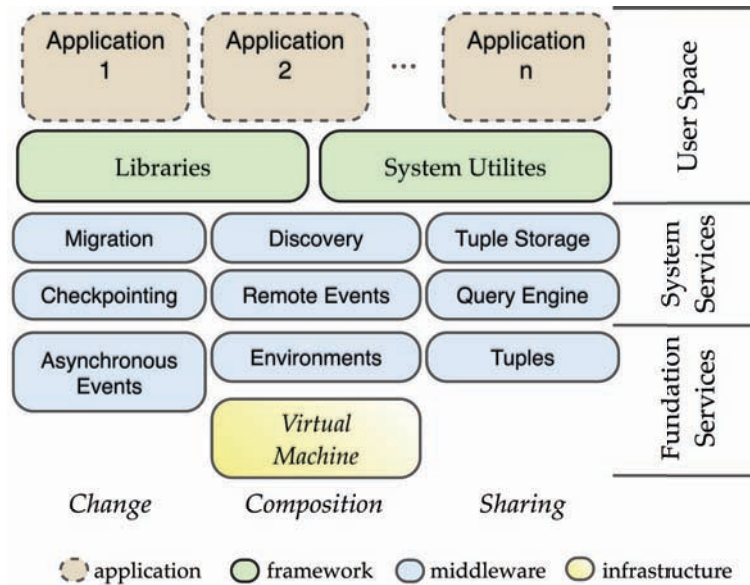 Application
1
Application
2
...
Application
n
User Space
Libraries
System Utilites
Migration
Discovery
Tuple Storage
System
Services
Checkpointing
Remote Events
Query Engine
Asynchronous
Events
Environments
Tuples
Fundation
Services
Virtual
Machine
Change
Composition
Sharing
application
framework
middleware
infrastructure